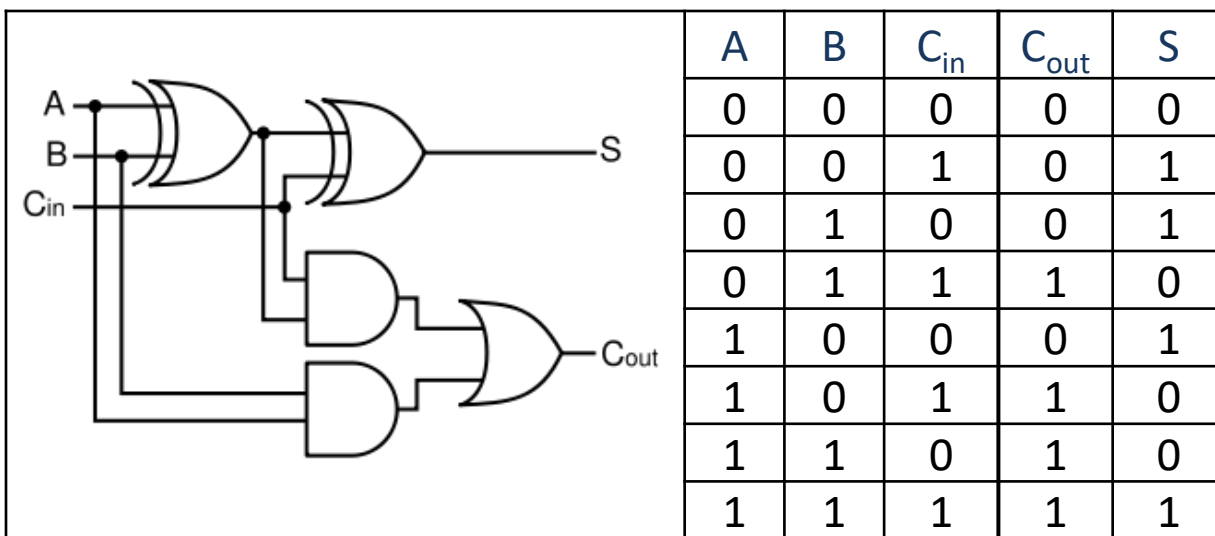 A
B
Cin
S
Cout
A B Cin Cout S
0 0 0 0 0
0 0 1 0 1
0 1 0 0 1
0 1 1 1 0
1 0 0 0 1
1 0 1 1 0
1 1 0 1 0
1 1 1 1 1